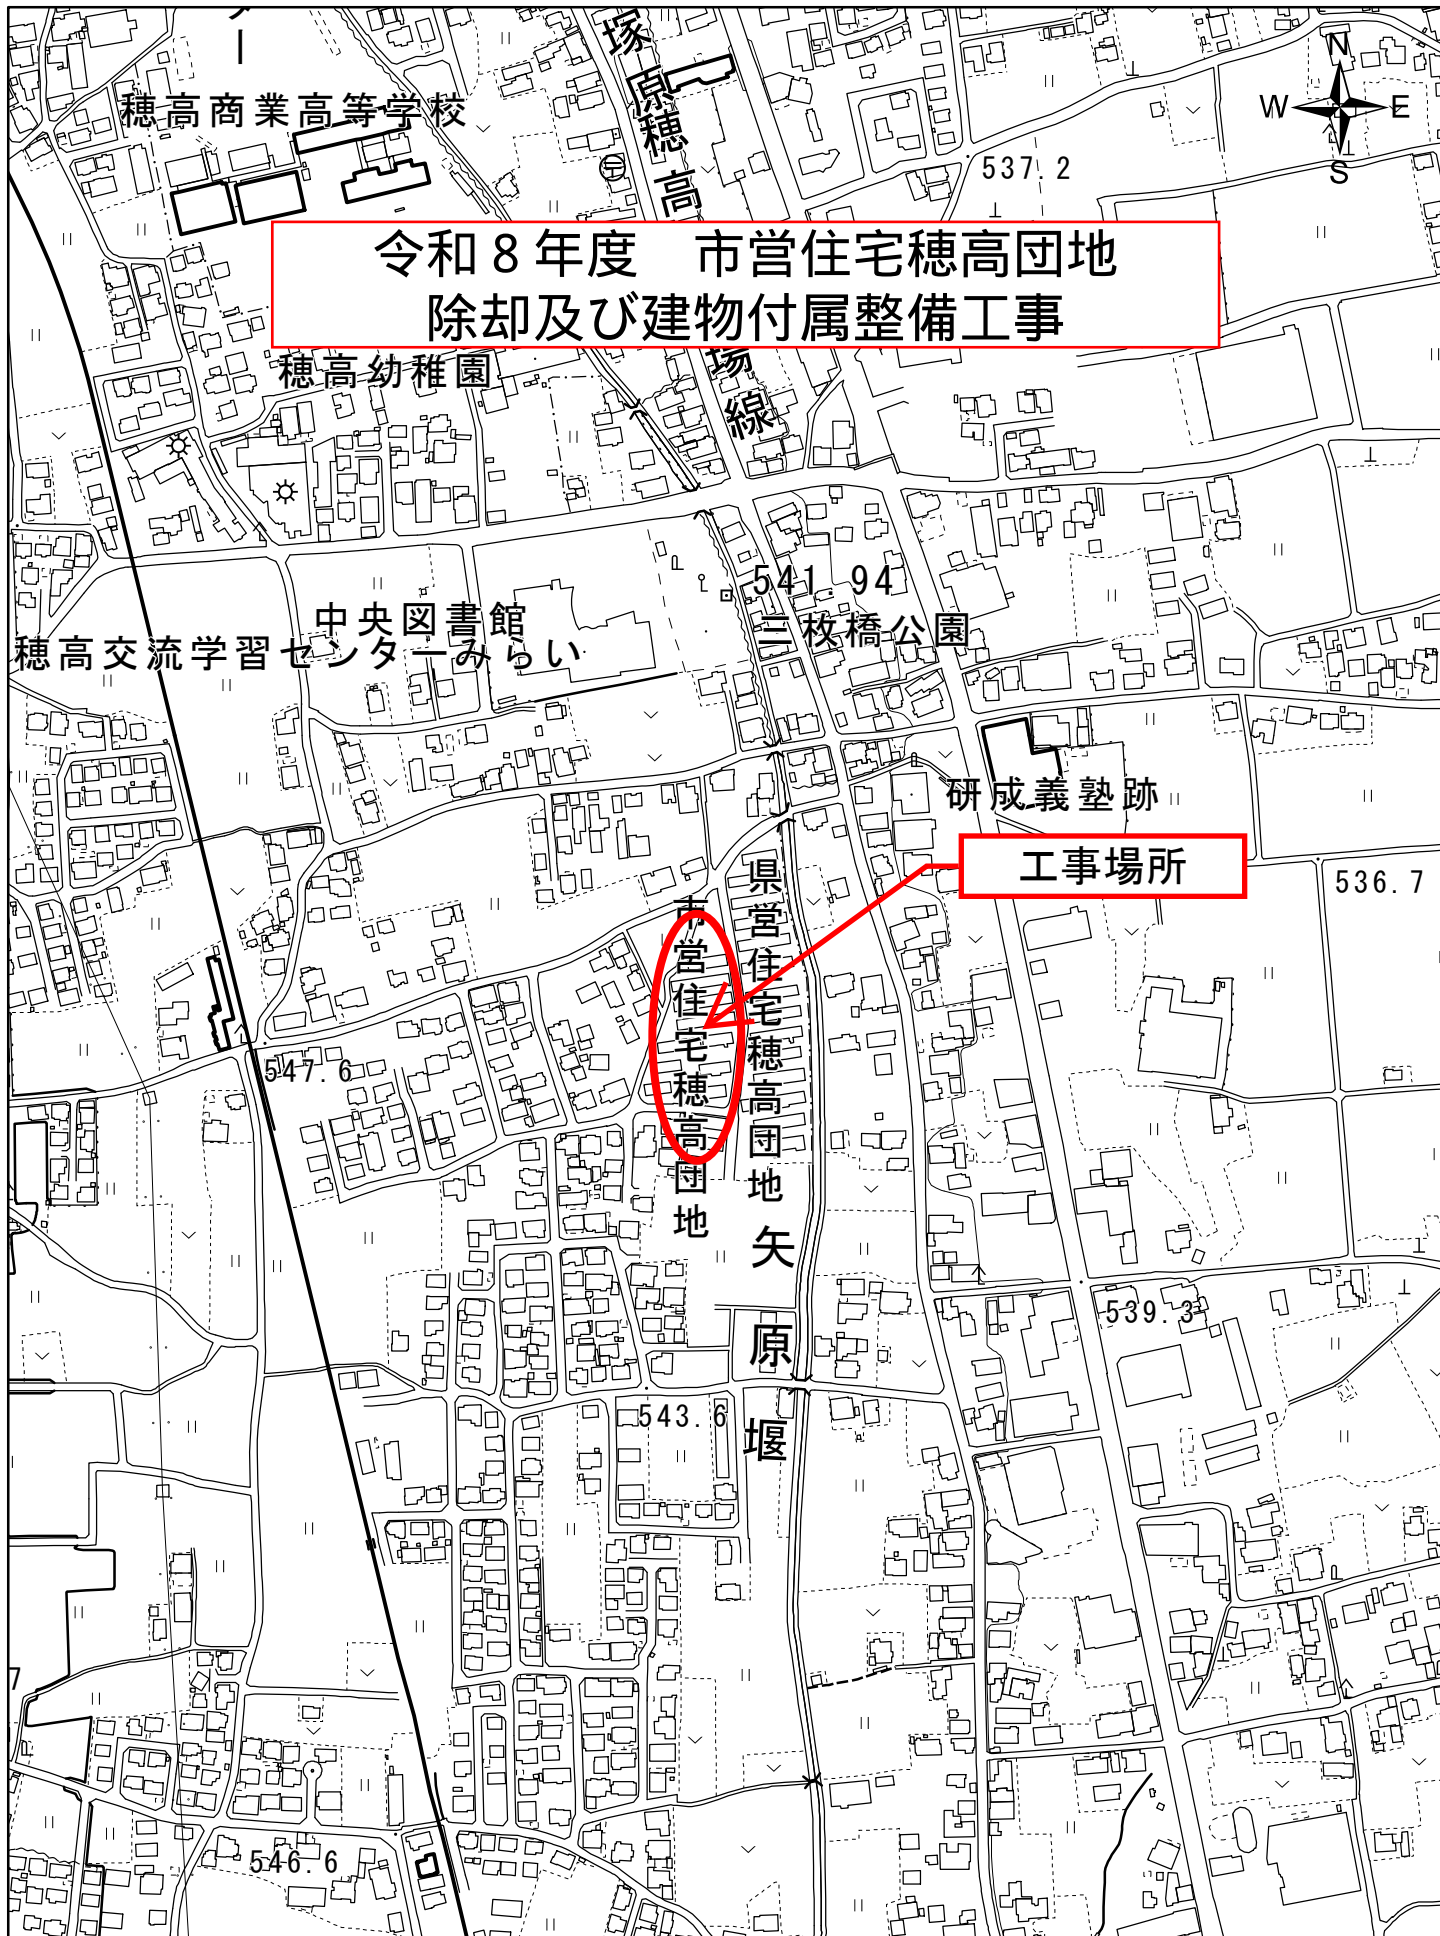 ター
穂高商業高等学校
塚原穂高
N
W
E
S
537.2
令和8年度　市営住宅穂高団地
除却及び建物付属整備工事
場線
穂高幼稚園
541.94
三枚橋公園
中央図書館
穂高交流学習センターみらい
研成義塾跡
工事場所
536.7
県営住宅穂高団地
市営住宅穂高団地
547.6
矢原堰
539.3
543.6
7
546.6